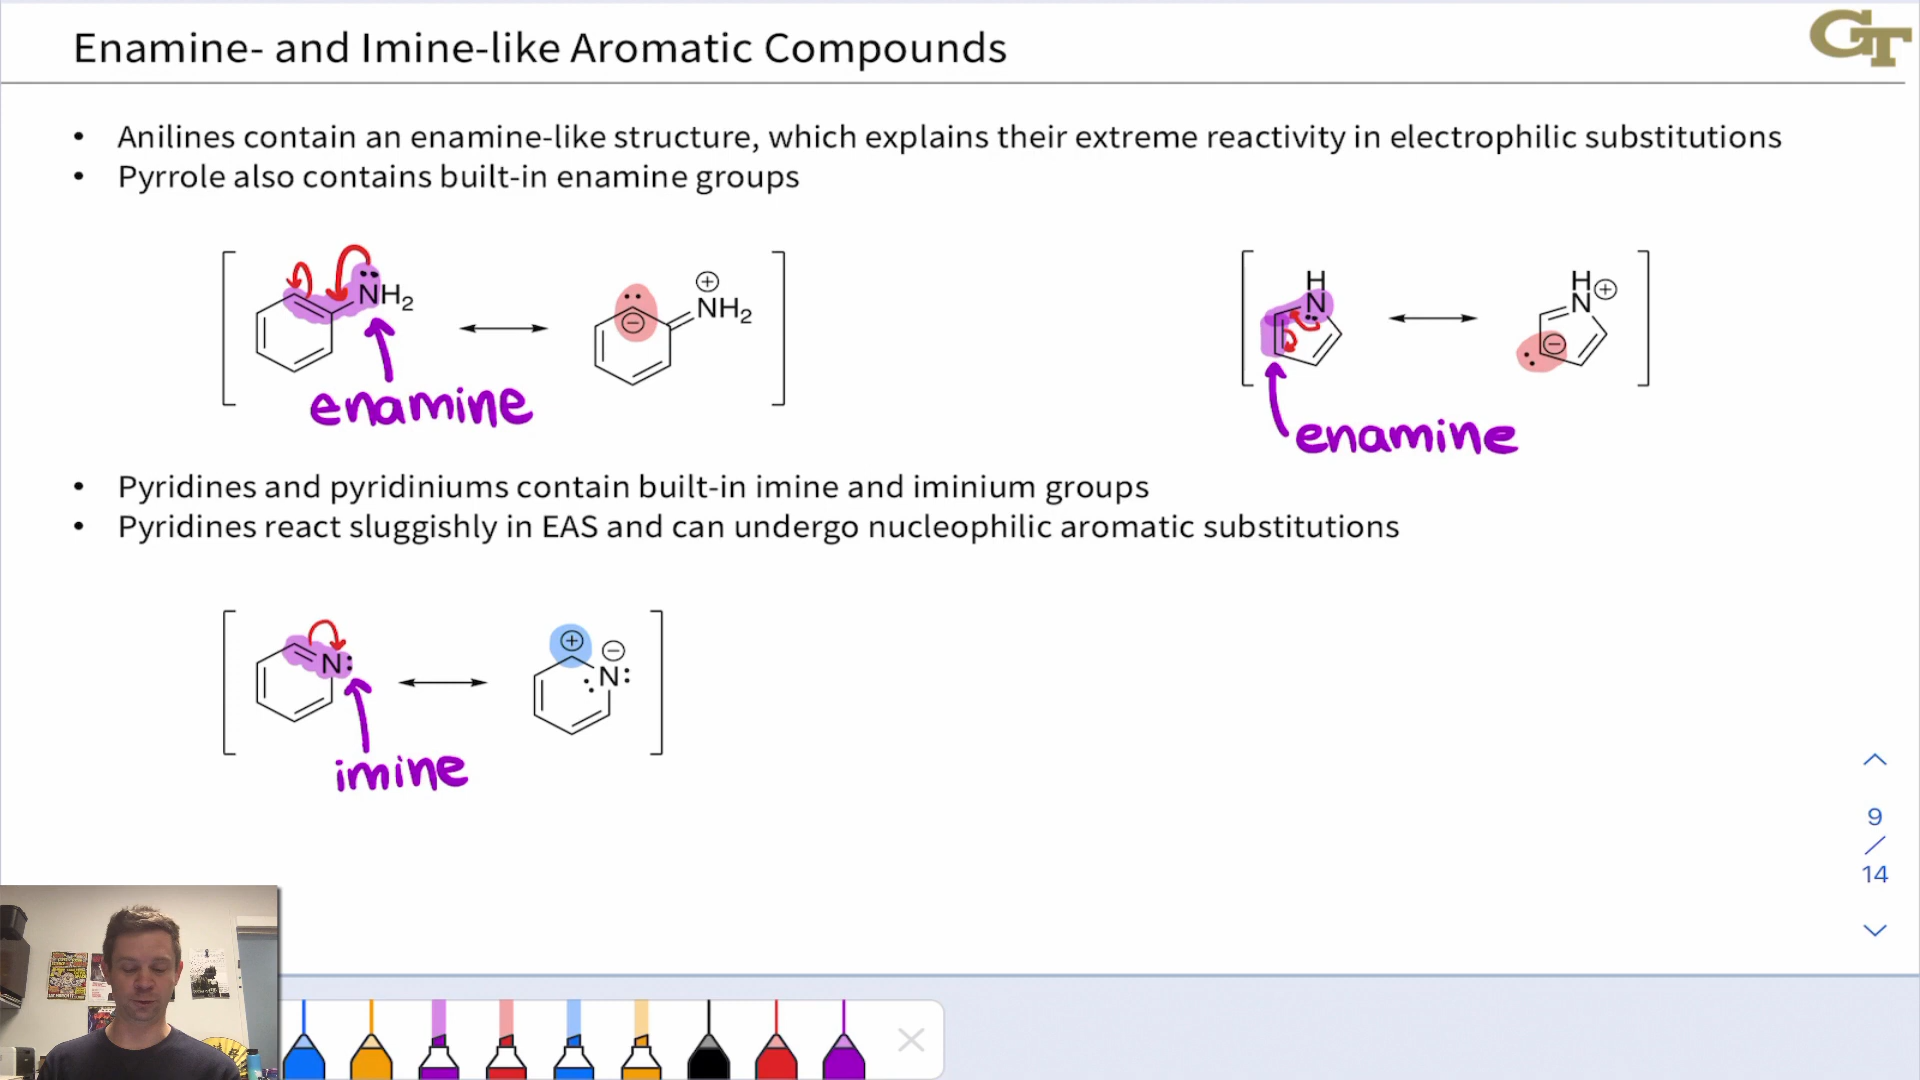 Enamine- and Imine-like Aromatic Compounds
GT
• Anilines contain an enamine-like structure, which explains their extreme reactivity in electrophilic substitutions
• Pyrrole also contains built-in enamine groups
NH₂
⊕
NH₂
⊖
enamine
H
N
H⊕
N
⊖
enamine
• Pyridines and pyridiniums contain built-in imine and iminium groups
• Pyridines react sluggishly in EAS and can undergo nucleophilic aromatic substitutions
N:
⊕
⊖
N:
imine
9
/
14